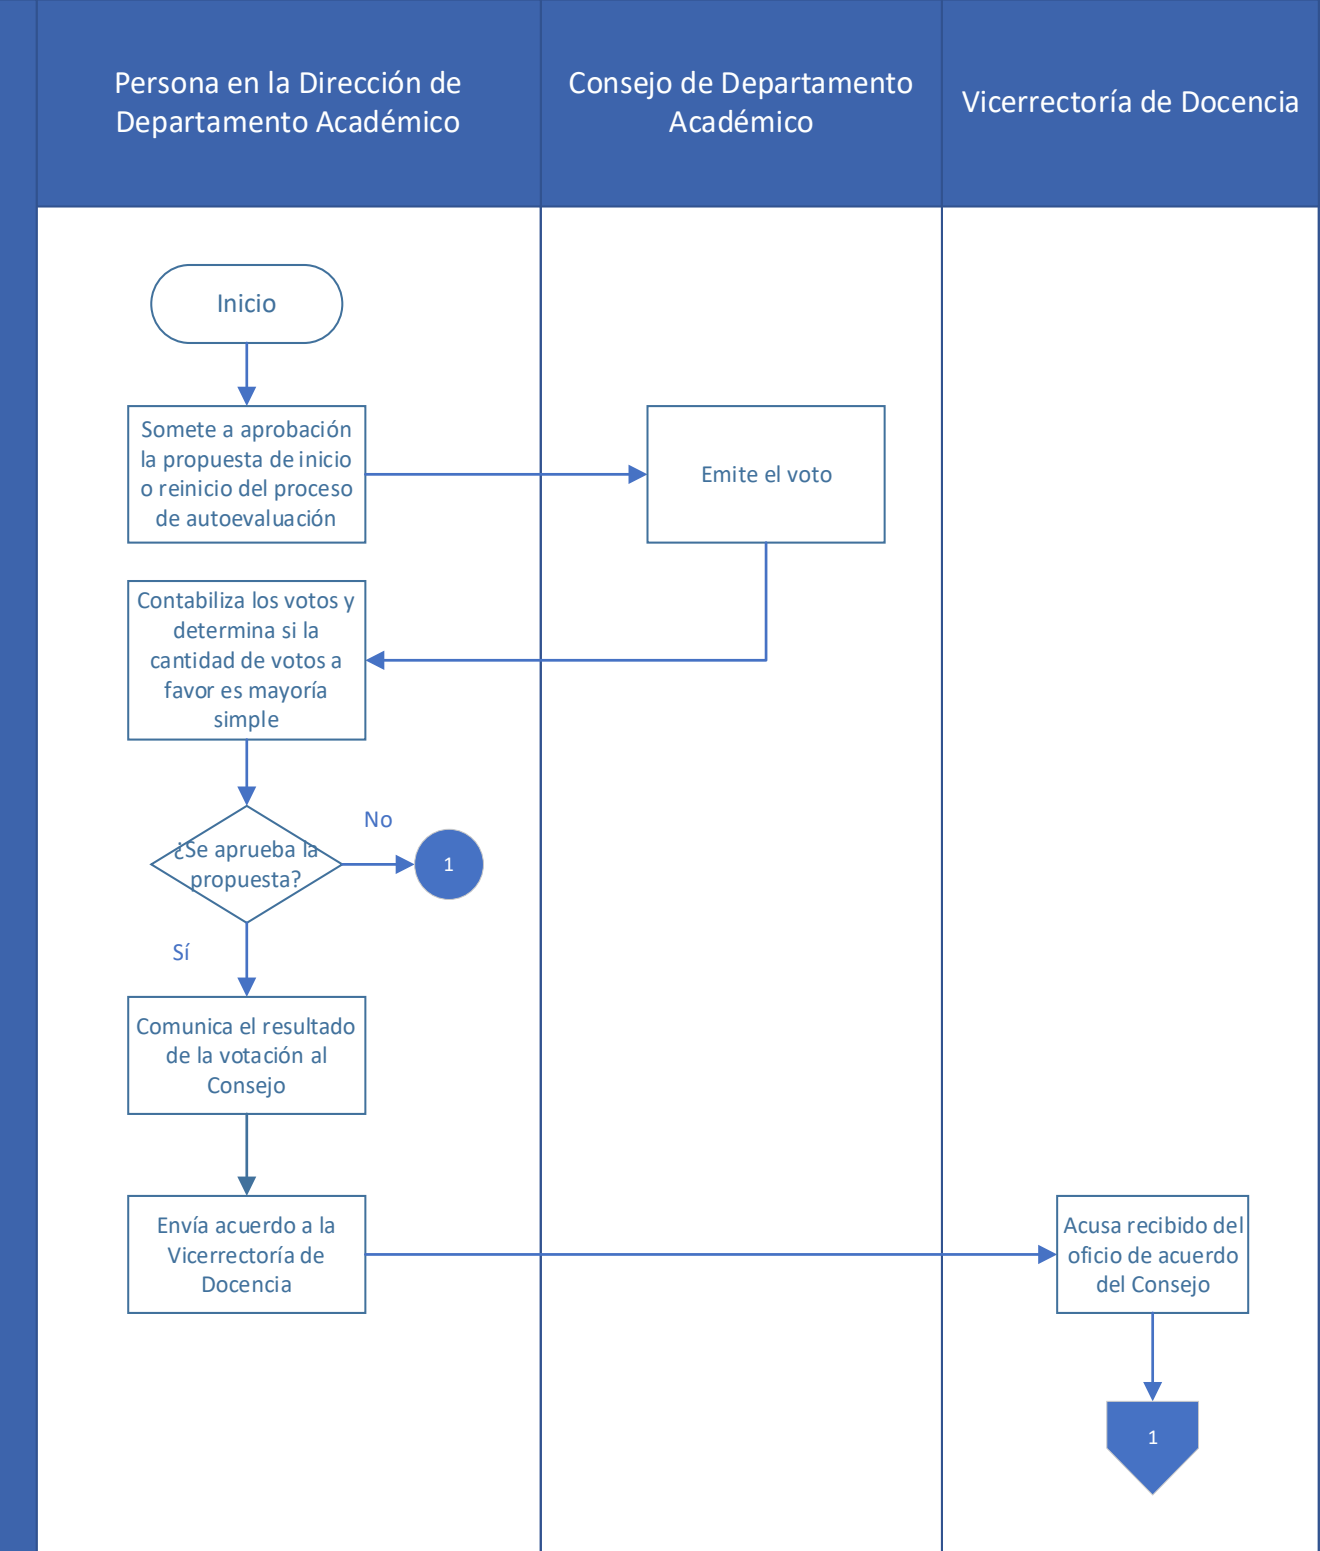 Persona en la Dirección de
Departamento Académico
Consejo de Departamento
Académico
Vicerrectoría de Docencia
Inicio
Somete a aprobación
la propuesta de inicio
o reinicio del proceso
de autoevaluación
Emite el voto
Contabiliza los votos y
determina si la
cantidad de votos a
favor es mayoría
simple
¿Se aprueba la
propuesta?
No
1
Sí
Comunica el resultado
de la votación al
Consejo
Envía acuerdo a la
Vicerrectoría de
Docencia
Acusa recibido del
oficio de acuerdo
del Consejo
1